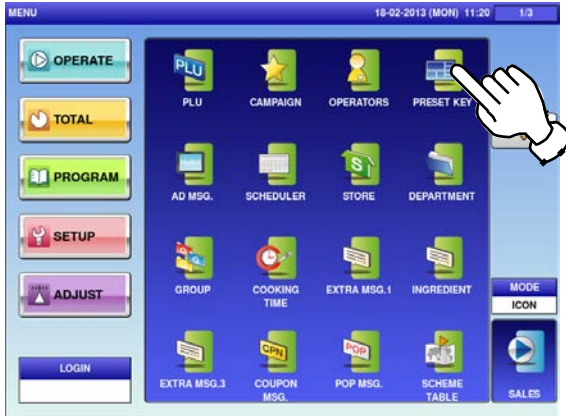 MENU 18-02-2013 (MON) 11:20 1/3
OPERATE
TOTAL
PROGRAM
SETUP
ADJUST
LOGIN
PLU
PLU CAMPAIGN OPERATORS PRESET KEY
S
AD MSG. SCHEDULER STORE DEPARTMENT
GROUP COOKING TIME EXTRA MSG.1 INGREDIENT
CPN POP
EXTRA MSG.3 COUPON MSG. POP MSG. SCHEME TABLE
MODE
ICON
SALES